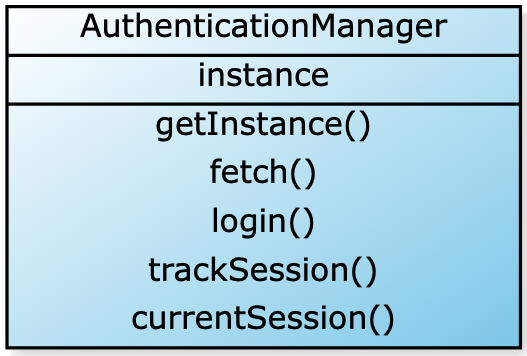 AuthenticationManager
instance
getInstance()
fetch()
login()
trackSession()
currentSession()